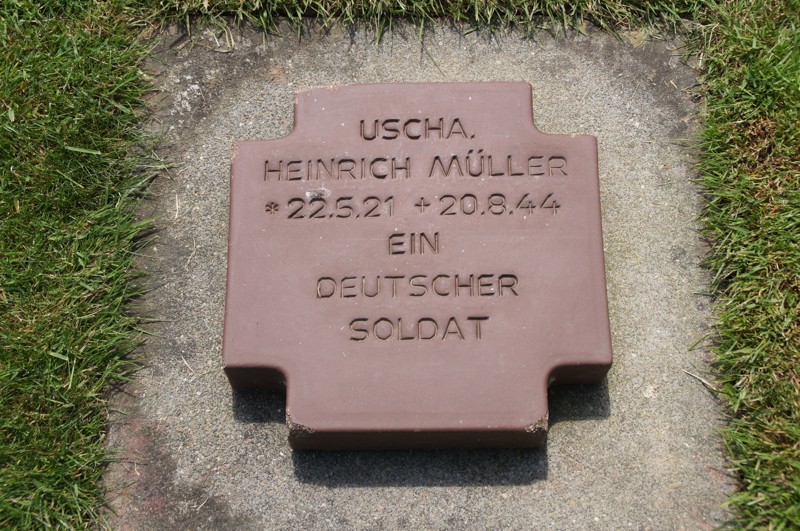 USCHA.
HEINRICH MÜLLER
*22.5.21 +20.8.44
EIN
DEUTSCHER
SOLDAT